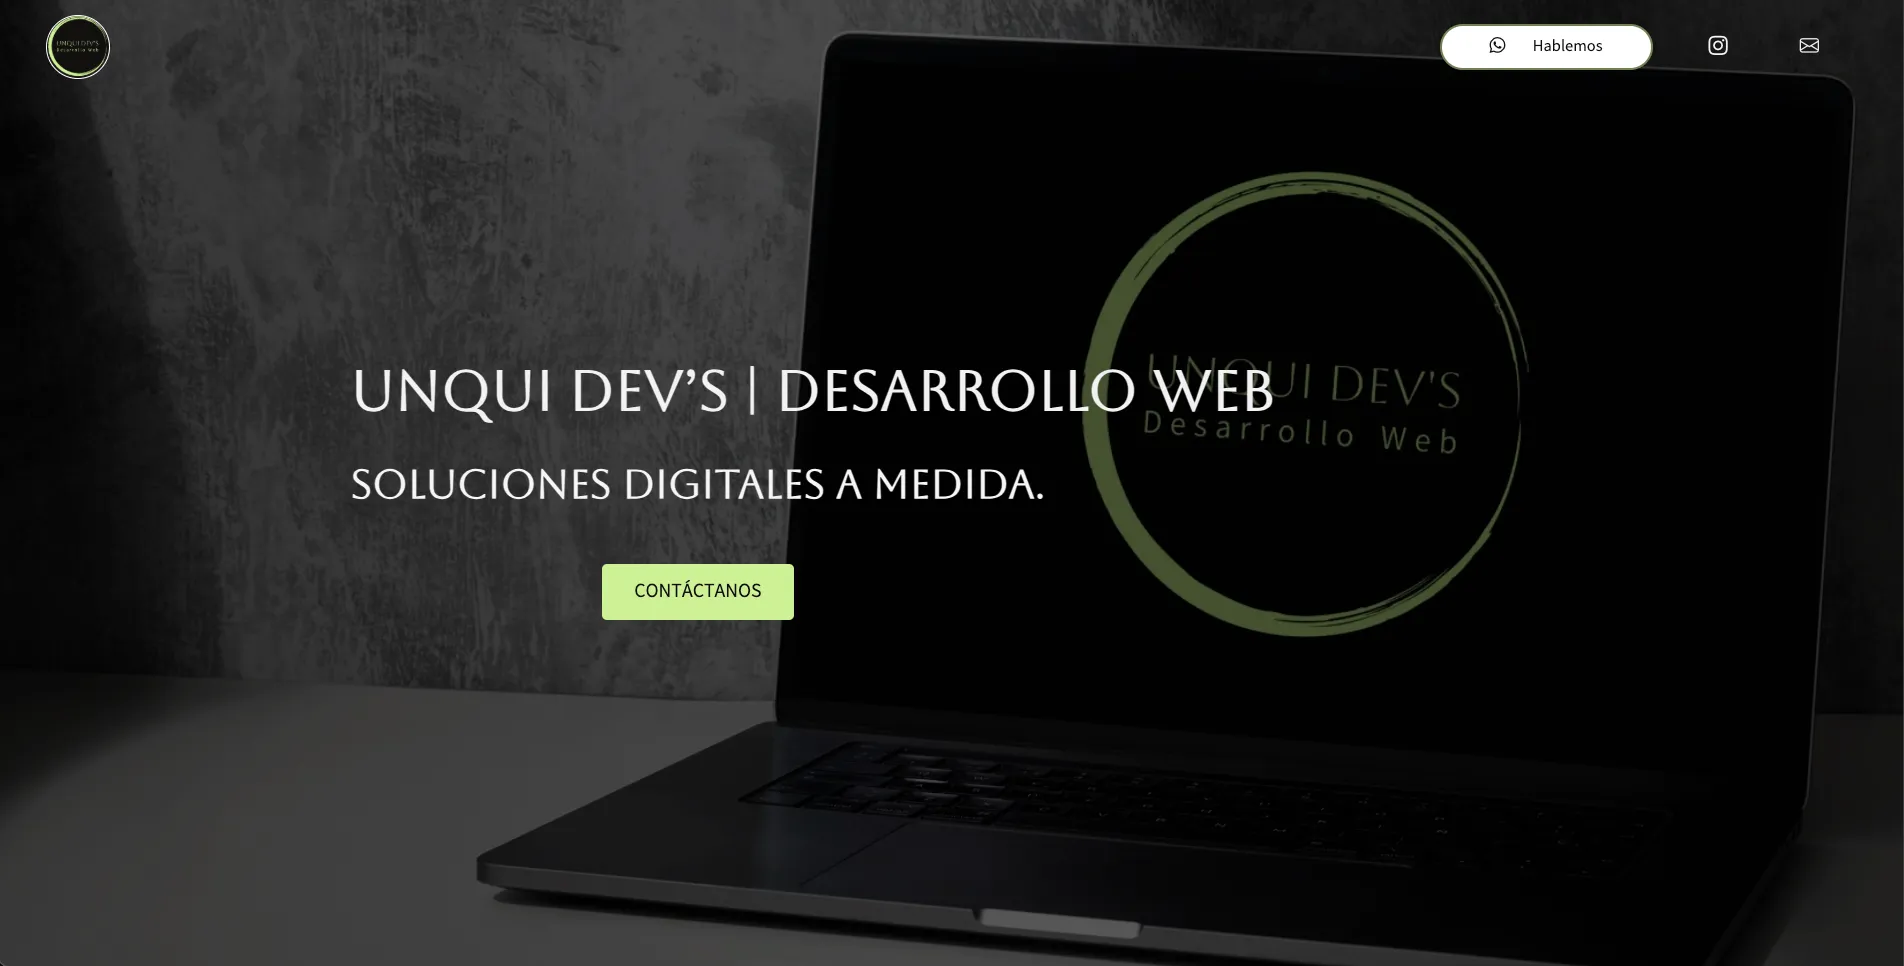 UNQUI DEV'S
Desarrollo Web
Hablemos
UNQUI DEV’S | DESARROLLO WEB
UNQUI DEV'S
Desarrollo Web
SOLUCIONES DIGITALES A MEDIDA.
CONTÁCTANOS